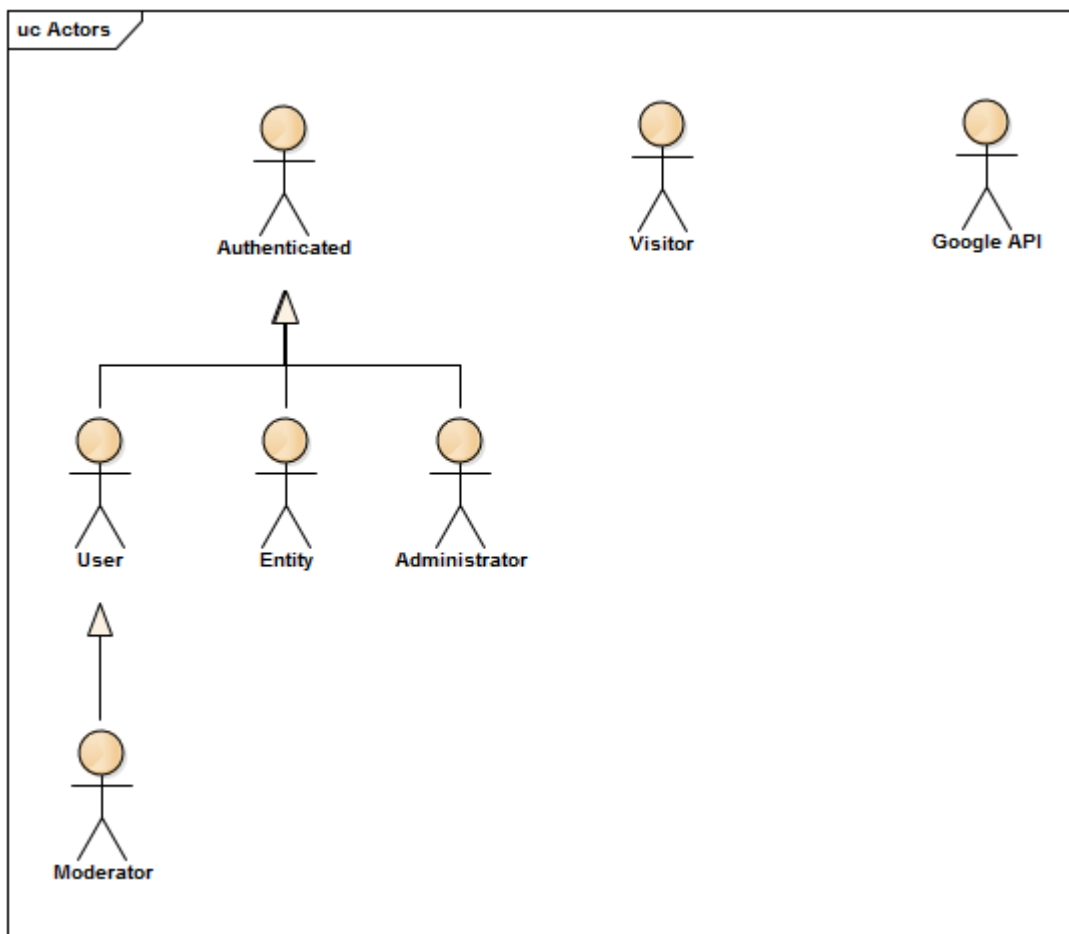 uc Actors
Authenticated
Visitor
Google API
User
Entity
Administrator
Moderator